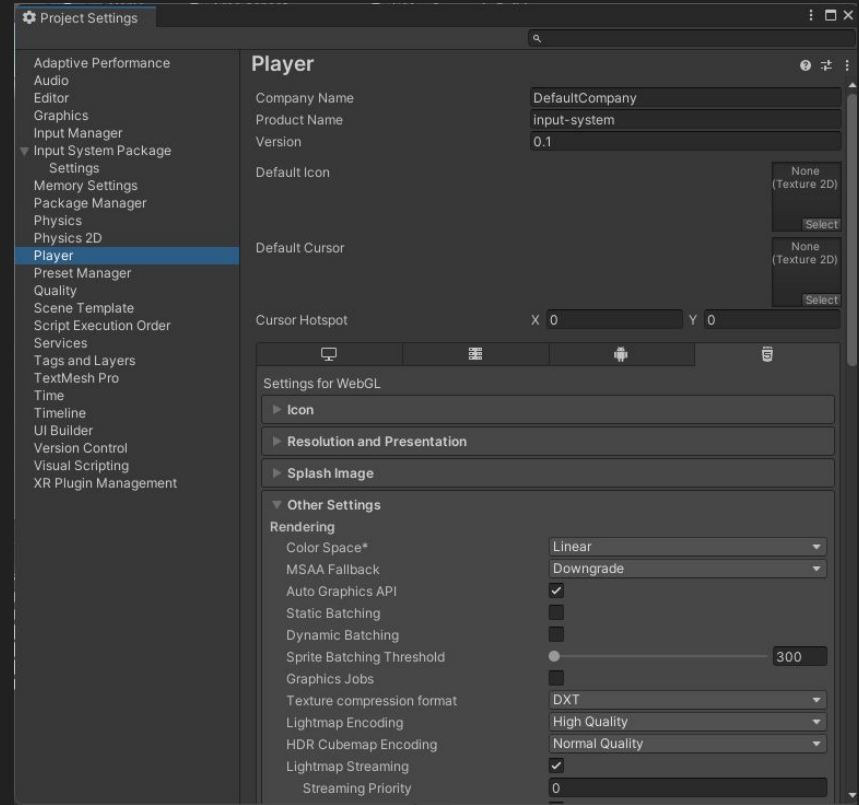 Project Settings
Adaptive Performance
Audio
Editor
Graphics
Input Manager
Input System Package
Settings
Memory Settings
Package Manager
Physics
Physics 2D
Player
Preset Manager
Quality
Scene Template
Script Execution Order
Services
Tags and Layers
TextMesh Pro
Time
Timeline
UI Builder
Version Control
Visual Scripting
XR Plugin Management
Player
Company Name DefaultCompany
Product Name input-system
Version 0.1
Default Icon None
(Texture 2D)
Select
Default Cursor None
(Texture 2D)
Select
Cursor Hotspot X 0 Y 0
Settings for WebGL
Icon
Resolution and Presentation
Splash Image
Other Settings
Rendering
Color Space* Linear
MSAA Fallback Downgrade
Auto Graphics API
Static Batching
Dynamic Batching
Sprite Batching Threshold 300
Graphics Jobs
Texture compression format DXT
Lightmap Encoding High Quality
HDR Cubemap Encoding Normal Quality
Lightmap Streaming
Streaming Priority 0